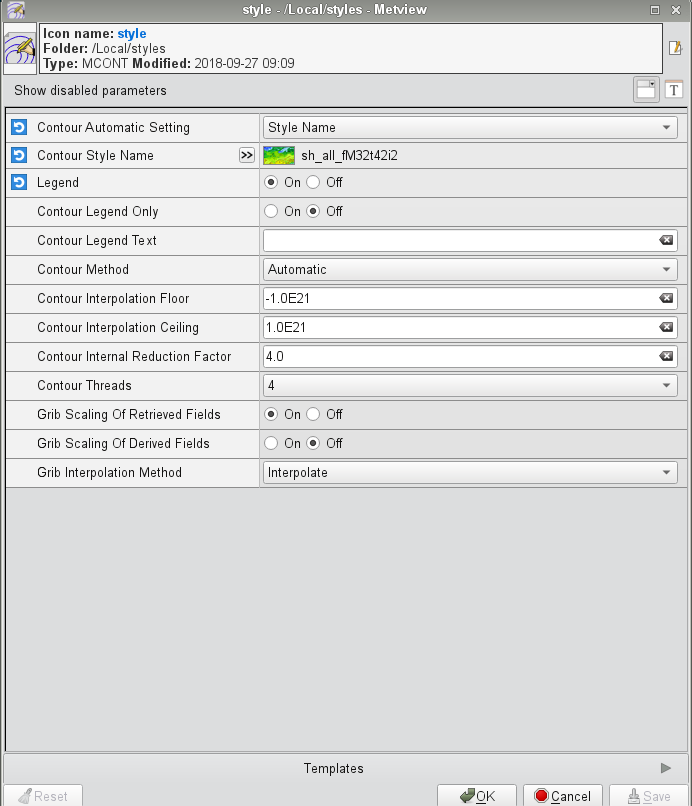 style - /Local/styles - Metview
Icon name: style
Folder: /Local/styles
Type: MCONT Modified: 2018-09-27 09:09
Show disabled parameters
T
Contour Automatic Setting Style Name
Contour Style Name >> sh_all_fM32t42i2
Legend On Off
Contour Legend Only On Off
Contour Legend Text
Contour Method Automatic
Contour Interpolation Floor -1.0E21
Contour Interpolation Ceiling 1.0E21
Contour Internal Reduction Factor 4.0
Contour Threads 4
Grib Scaling Of Retrieved Fields On Off
Grib Scaling Of Derived Fields On Off
Grib Interpolation Method Interpolate
Templates
Reset OK Cancel Save